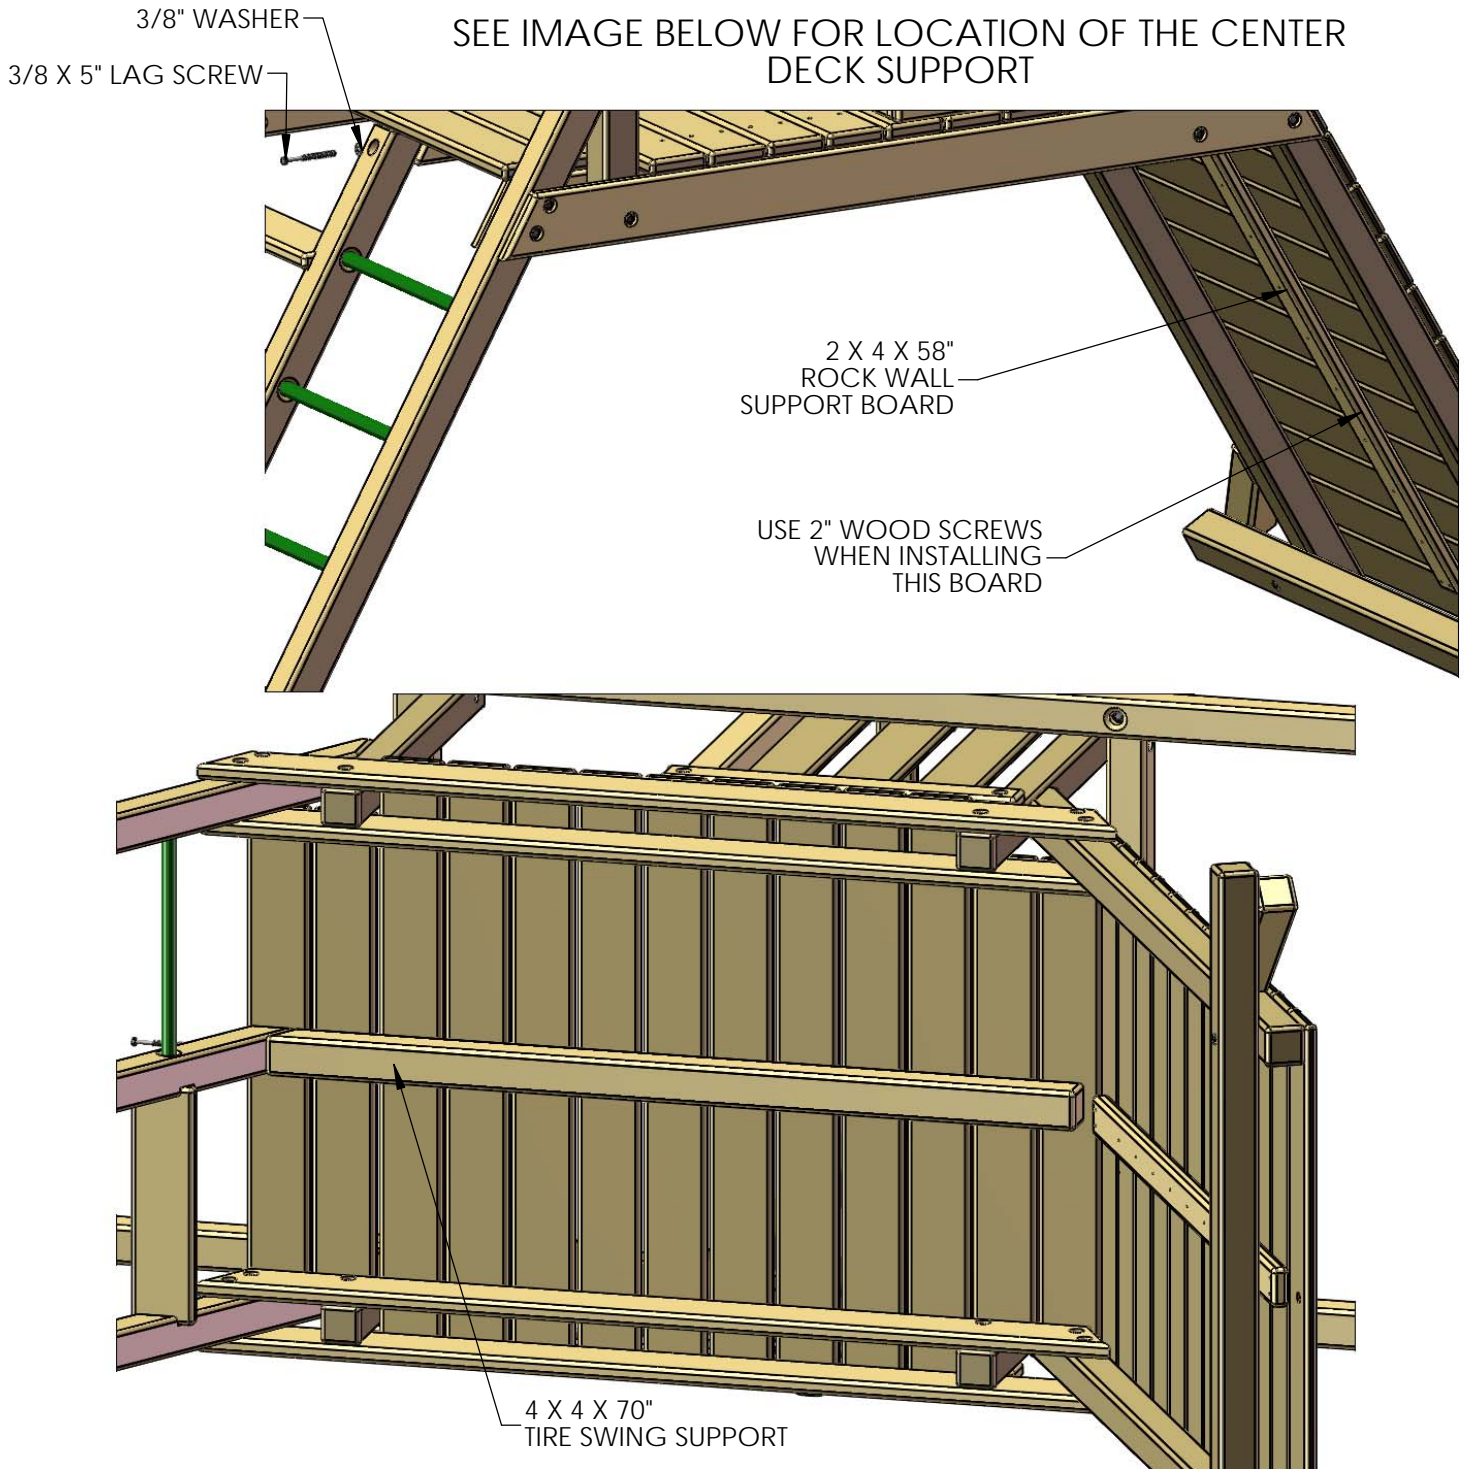 3/8" WASHER
3/8 X 5" LAG SCREW
SEE IMAGE BELOW FOR LOCATION OF THE CENTER
DECK SUPPORT
2 X 4 X 58"
ROCK WALL
SUPPORT BOARD
USE 2" WOOD SCREWS
WHEN INSTALLING
THIS BOARD
4 X 4 X 70"
TIRE SWING SUPPORT